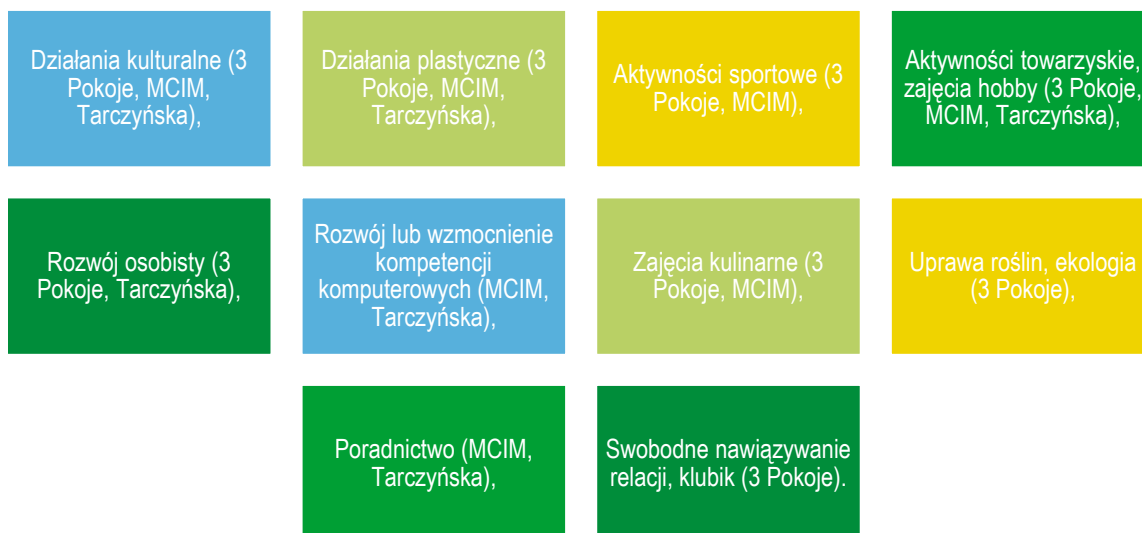 Działania kulturalne (3
Pokoje, MCIM,
Tarczyńska),
Działania plastyczne (3
Pokoje, MCIM,
Tarczyńska),
Aktywności sportowe (3
Pokoje, MCIM),
Aktywności towarzyskie,
zajęcia hobby (3 Pokoje,
MCIM, Tarczyńska),
Rozwój osobisty (3
Pokoje, Tarczyńska),
Rozwój lub wzmocnienie
kompetencji
komputerowych (MCIM,
Tarczyńska),
Zajęcia kulinarne (3
Pokoje, MCIM),
Uprawa roślin, ekologia
(3 Pokoje),
Poradnictwo (MCIM,
Tarczyńska),
Swobodne nawiązywanie
relacji, klubik (3 Pokoje).